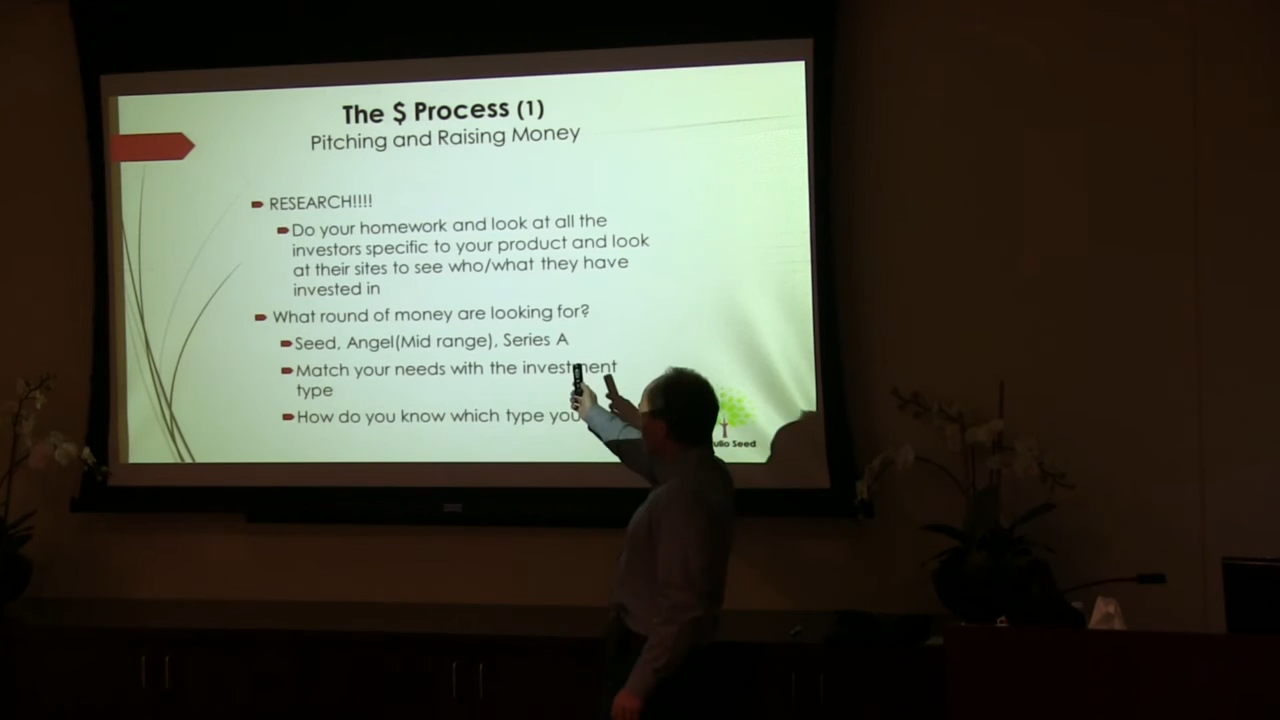 The $ Process (1)
Pitching and Raising Money
RESEARCH!!!!
Do your homework and look at all the
investors specific to your product and look
at their sites to see who/what they have
invested in
What round of money are looking for?
Seed, Angel(Mid range), Series A
Match your needs with the investment
type
How do you know which type you
Seed